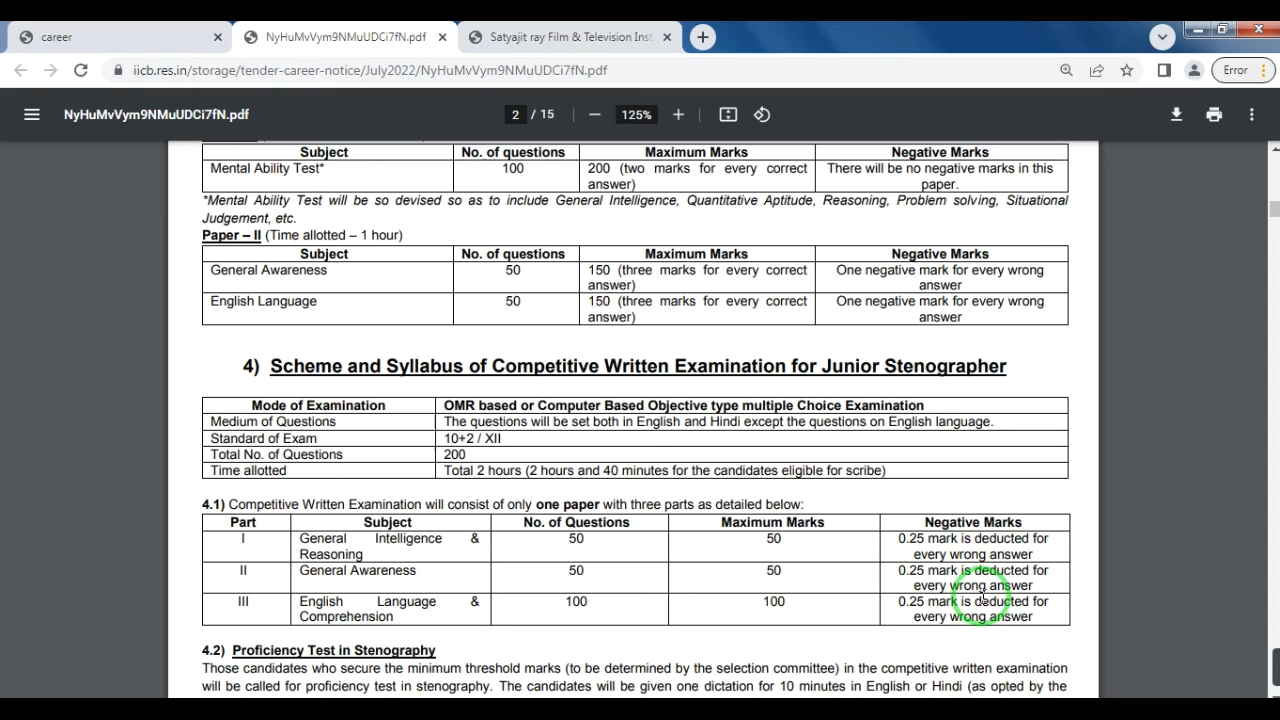 career
NyHuMvVym9NMuUDCi7fN.pdf
Satyajit ray Film & Television Inst
iicb.res.in/storage/tender-career-notice/July2022/NyHuMvVym9NMuUDCi7fN.pdf
Error
NyHuMvVym9NMuUDCi7fN.pdf
2 / 15
125%
Subject No. of questions Maximum Marks Negative Marks
Mental Ability Test* 100 200 (two marks for every correct There will be no negative marks in this
answer) paper.
*Mental Ability Test will be so devised so as to include General Intelligence, Quantitative Aptitude, Reasoning, Problem solving, Situational
Judgement, etc.
Paper – II (Time allotted – 1 hour)
Subject No. of questions Maximum Marks Negative Marks
General Awareness 50 150 (three marks for every correct One negative mark for every wrong
answer) answer
English Language 50 150 (three marks for every correct One negative mark for every wrong
answer) answer
4) Scheme and Syllabus of Competitive Written Examination for Junior Stenographer
Mode of Examination OMR based or Computer Based Objective type multiple Choice Examination
Medium of Questions The questions will be set both in English and Hindi except the questions on English language.
Standard of Exam 10+2 / XII
Total No. of Questions 200
Time allotted Total 2 hours (2 hours and 40 minutes for the candidates eligible for scribe)
4.1) Competitive Written Examination will consist of only one paper with three parts as detailed below:
Part Subject No. of Questions Maximum Marks Negative Marks
I General Intelligence & 50 50 0.25 mark is deducted for
Reasoning every wrong answer
II General Awareness 50 50 0.25 mark is deducted for
every wrong answer
III English Language & 100 100 0.25 mark is deducted for
Comprehension every wrong answer
4.2) Proficiency Test in Stenography
Those candidates who secure the minimum threshold marks (to be determined by the selection committee) in the competitive written examination
will be called for proficiency test in stenography. The candidates will be given one dictation for 10 minutes in English or Hindi (as opted by the